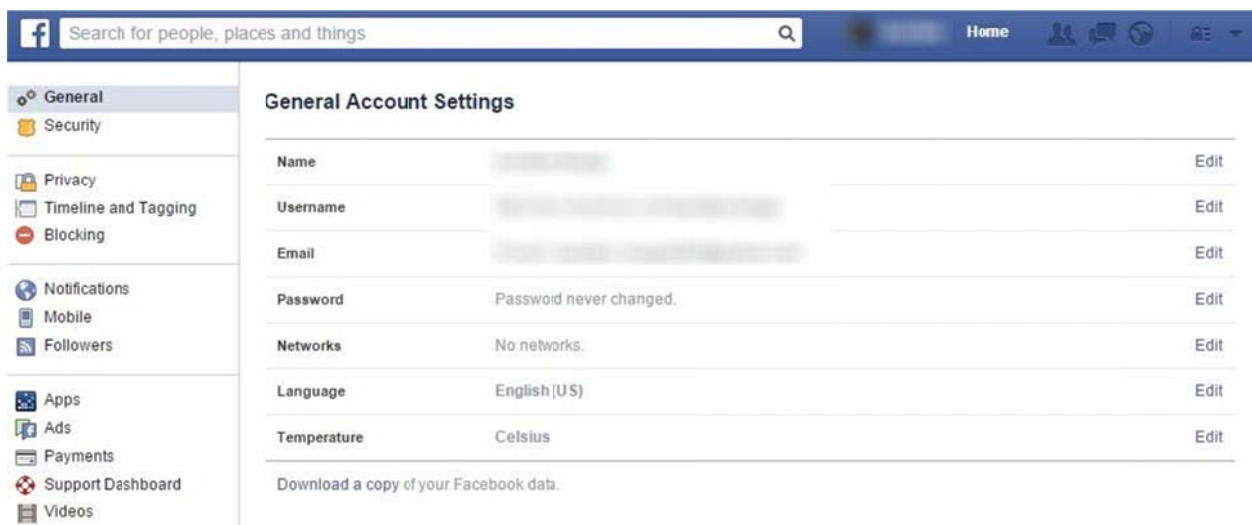 f
Search for people, places and things
Home
General
Security
Privacy
Timeline and Tagging
Blocking
Notifications
Mobile
Followers
Apps
Ads
Payments
Support Dashboard
Videos
General Account Settings
Name Edit
Username Edit
Email Edit
Password Password never changed. Edit
Networks No networks. Edit
Language English (US) Edit
Temperature Celsius Edit
Download a copy of your Facebook data.